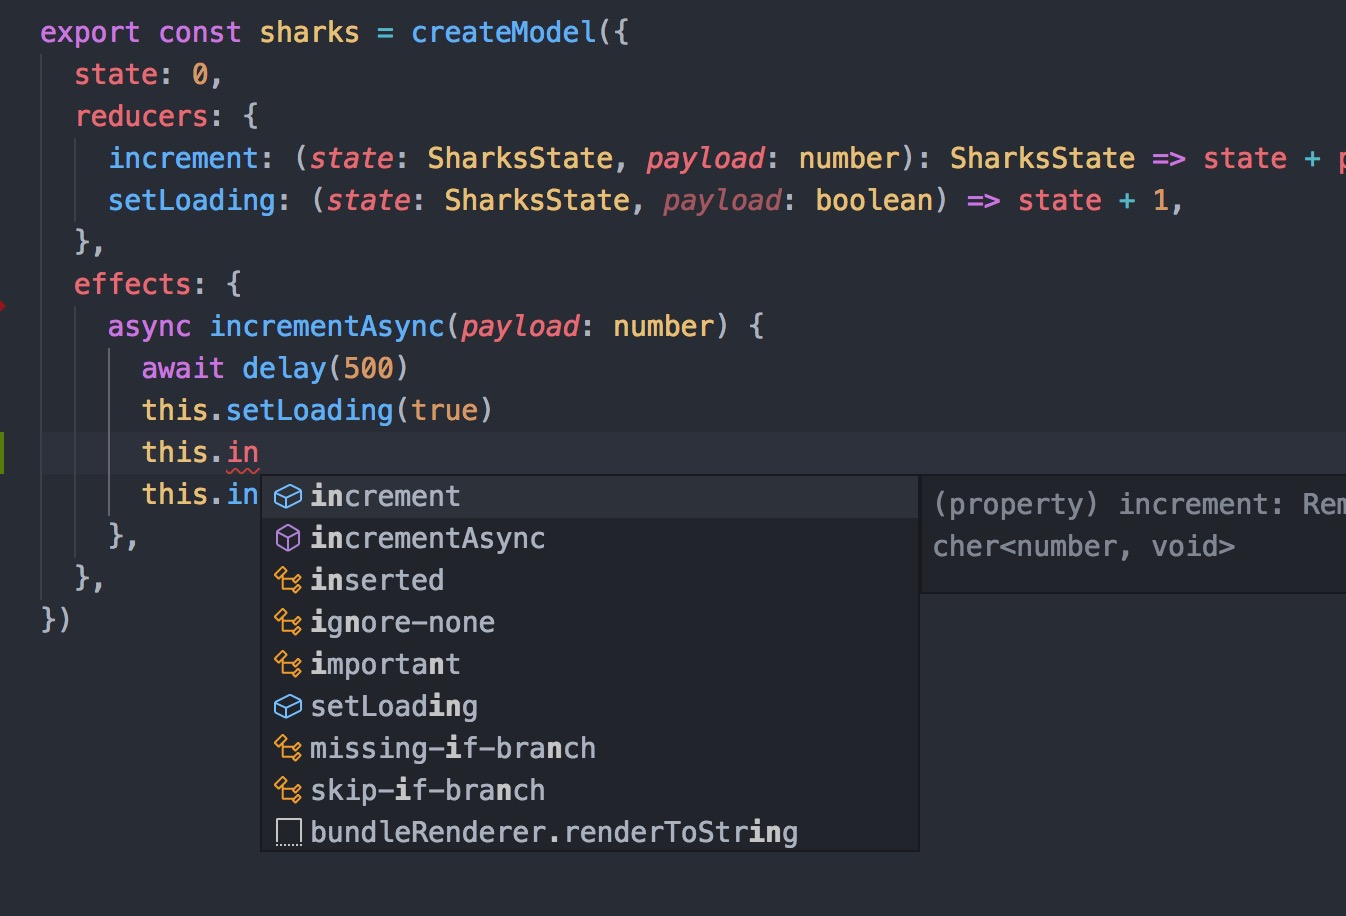 export const sharks = createModel({
state: 0,
reducers: {
increment: (state: SharksState, payload: number): SharksState => state +
setLoading: (state: SharksState, payload: boolean) => state + 1,
},
effects: {
async incrementAsync(payload: number) {
await delay(500)
this.setLoading(true)
this.in
this.in
},
},
})
increment
incrementAsync
inserted
ignore-none
important
setLoading
missing-if-branch
skip-if-branch
bundleRenderer.renderToString
(property) increment: Rem
cher<number, void>